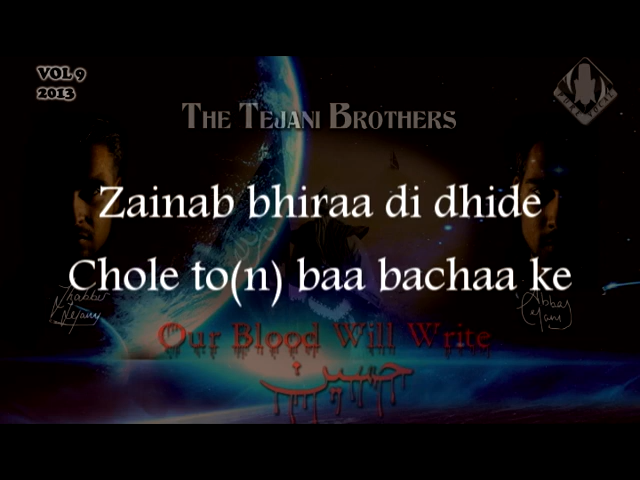 VOL 9
2013
THE TEJANI BROTHERS
Zainab bhiraa di dhide
Chole to(n) baa bachaa ke
Our Blood Will Write
حسین